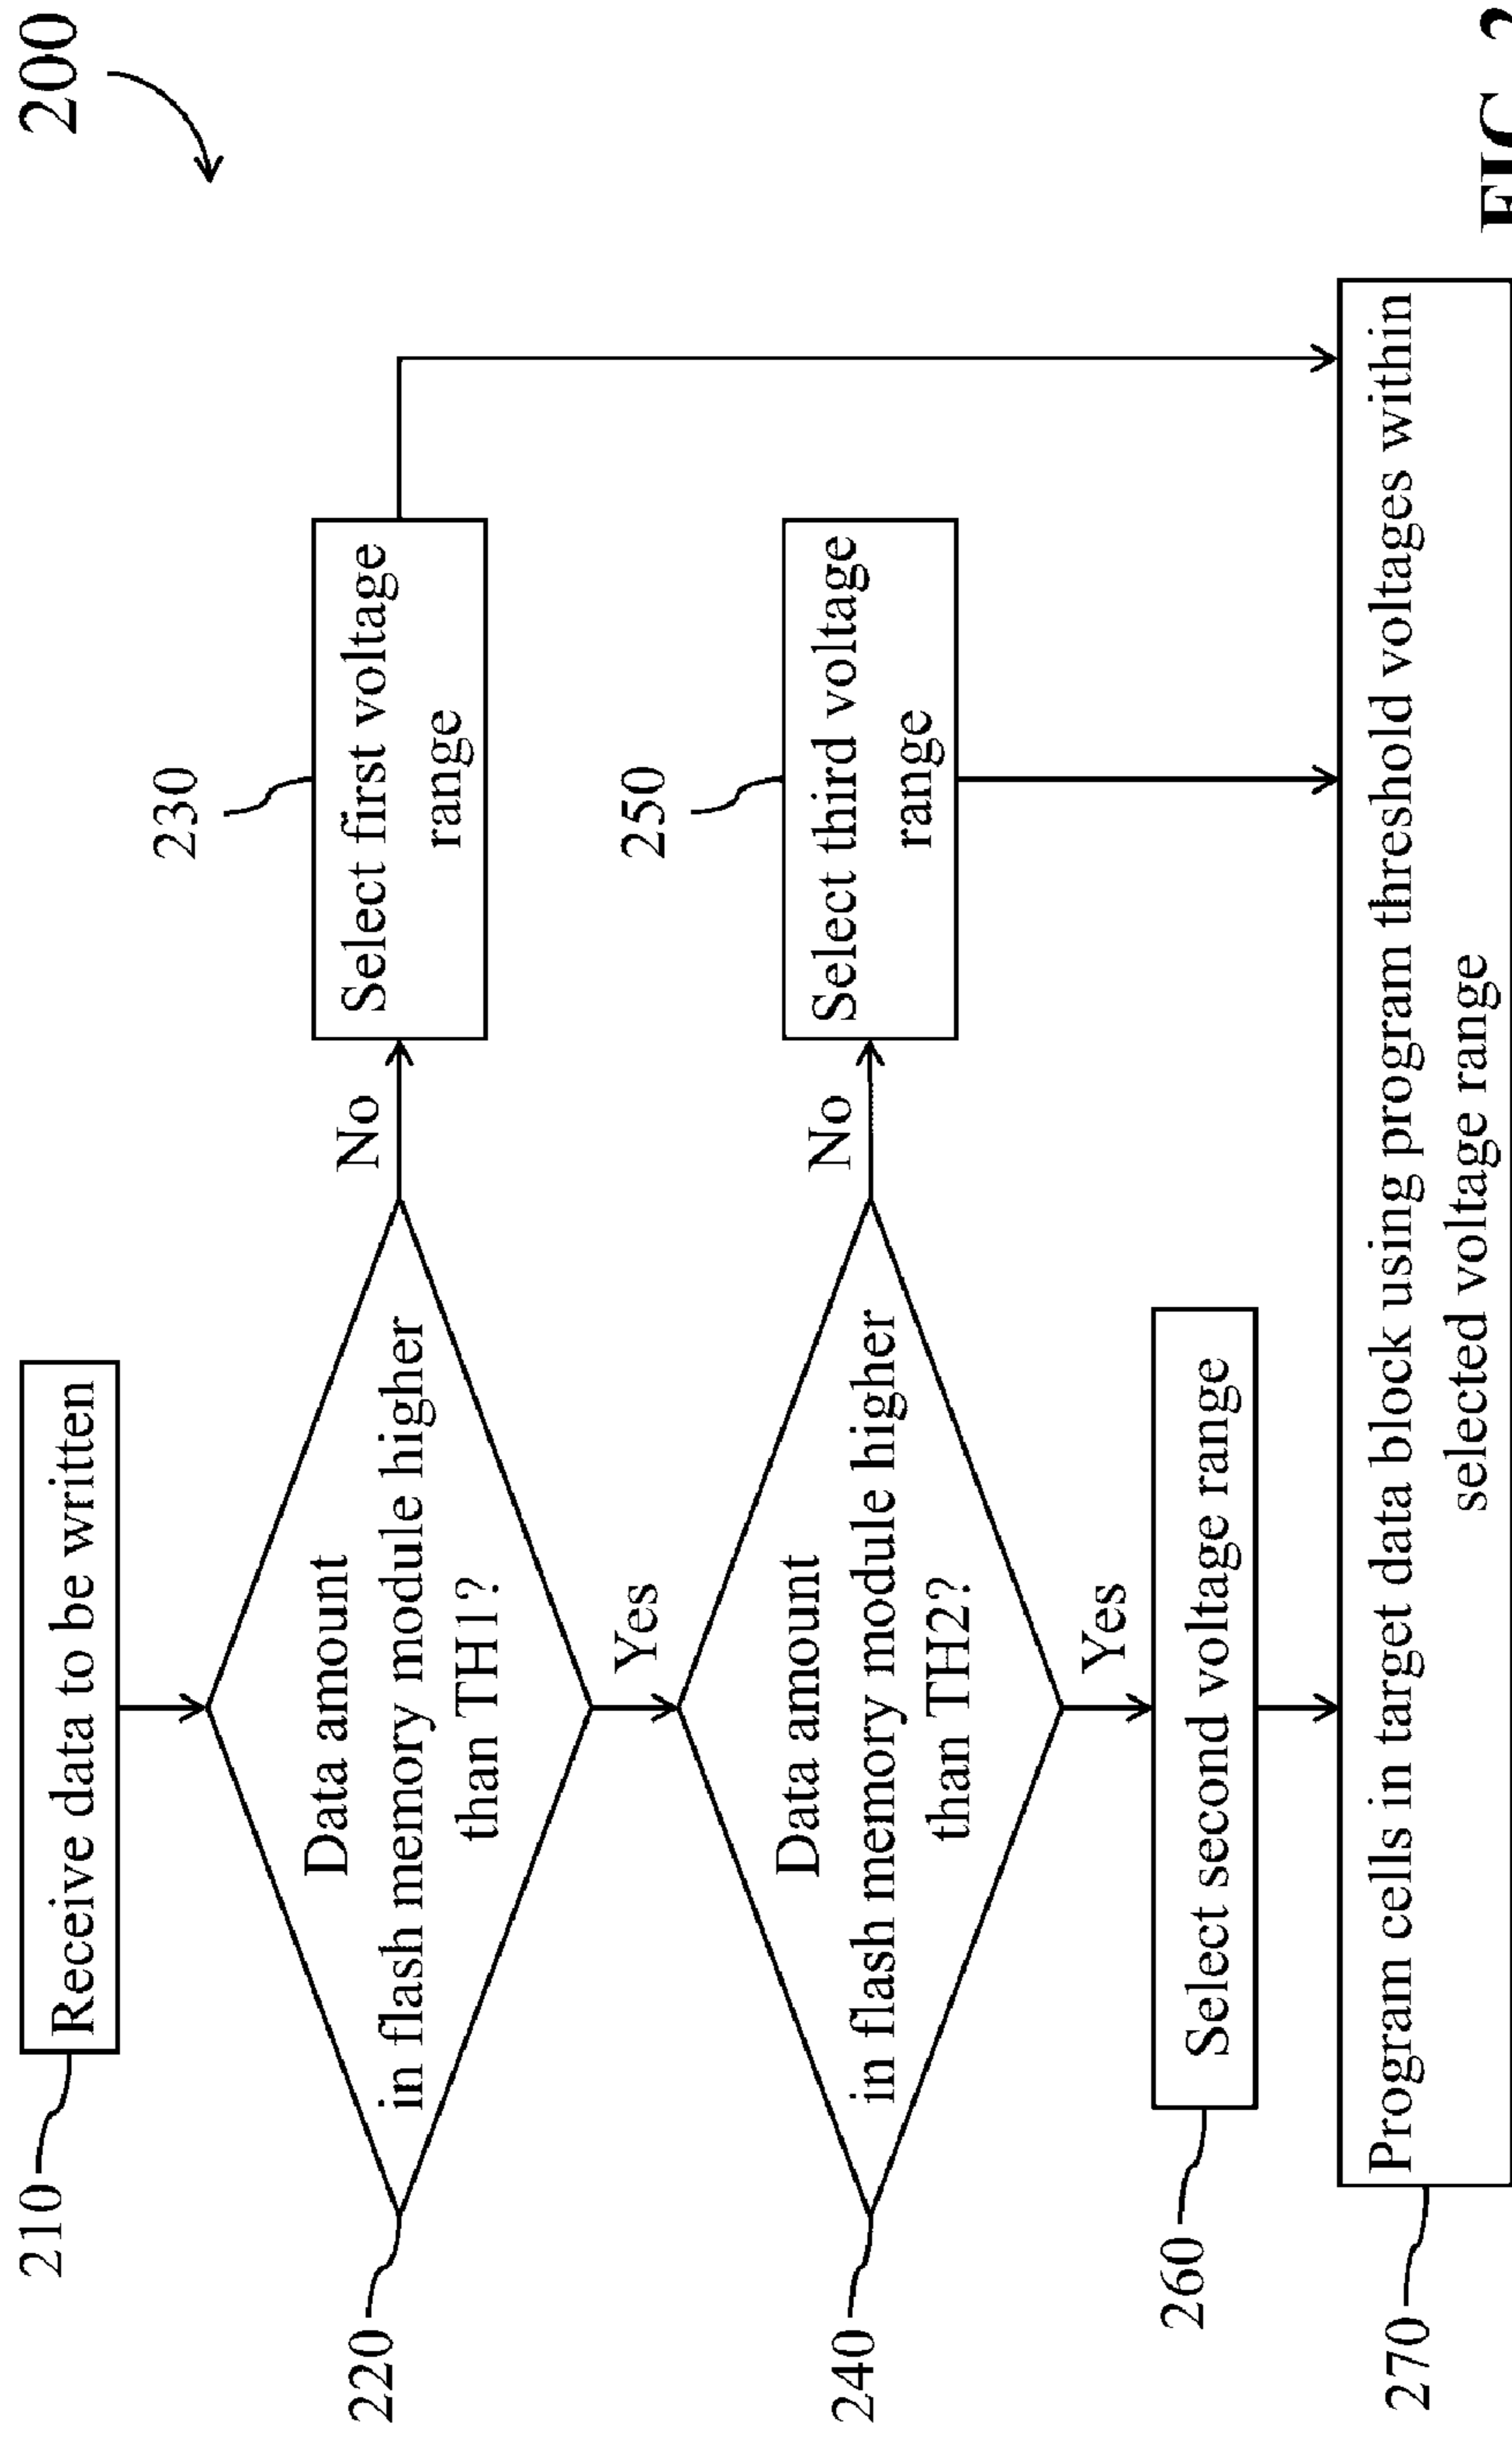 200
210
Receive data to be written
220
Data amount
in flash memory module higher
than TH1?
No
230
Select first voltage
range
Yes
240
Data amount
in flash memory module higher
than TH2?
No
250
Select third voltage
range
Yes
260
Select second voltage range
270
Program cells in target data block using program threshold voltages within
selected voltage range
FIG. 2